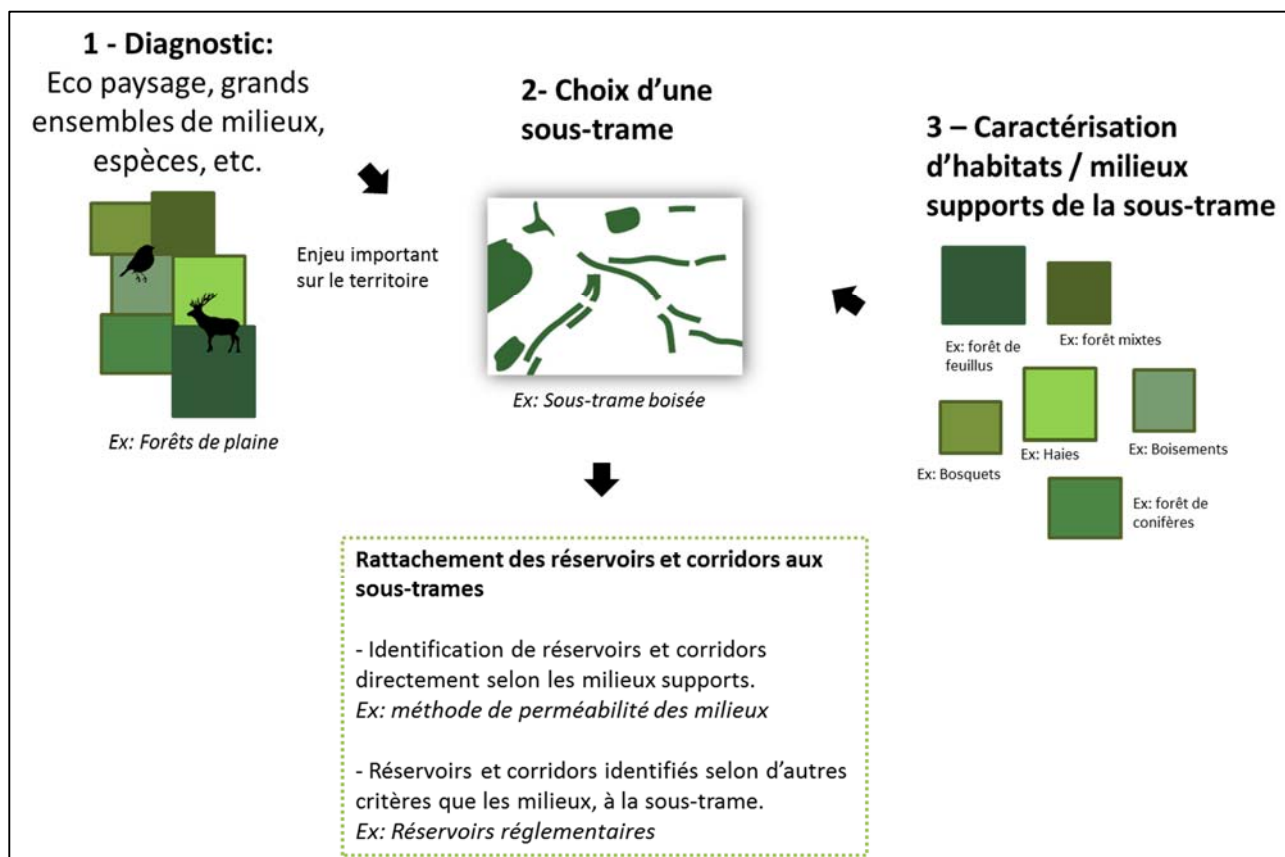 1 - Diagnostic:
Eco paysage, grands
ensembles de milieux,
espèces, etc.
Ex: Forêts de plaine
Enjeu important
sur le territoire
2- Choix d’une
sous-trame
Ex: Sous-trame boisée
3 – Caractérisation
d’habitats / milieux
supports de la sous-trame
Ex: forêt de
feuillus
Ex: forêt mixtes
Ex: Bosquets
Ex: Haies
Ex: Boisements
Ex: forêt de
conifères
Rattachement des réservoirs et corridors aux
sous-trames
- Identification de réservoirs et corridors
directement selon les milieux supports.
Ex: méthode de perméabilité des milieux
- Réservoirs et corridors identifiés selon d’autres
critères que les milieux, à la sous-trame.
Ex: Réservoirs réglementaires